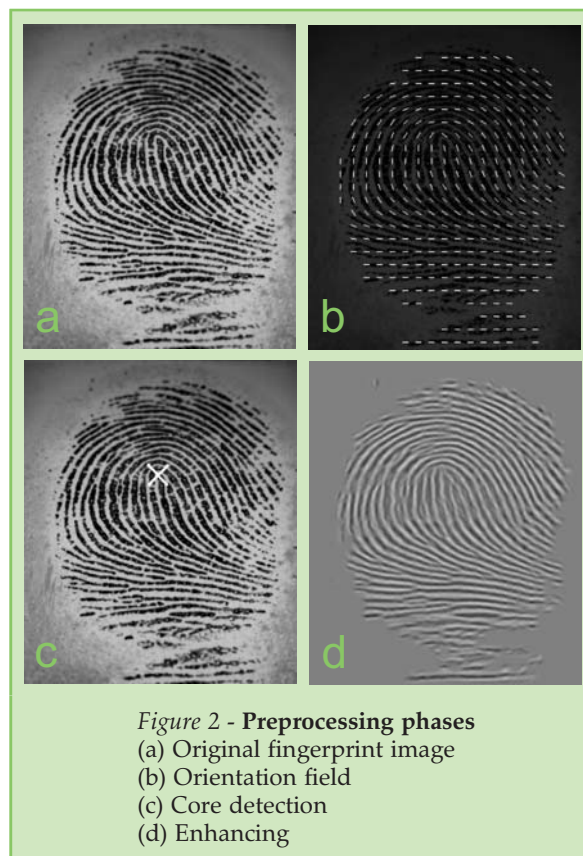 a
b
c
d
Figure 2 - Preprocessing phases
(a) Original fingerprint image
(b) Orientation field
(c) Core detection
(d) Enhancing